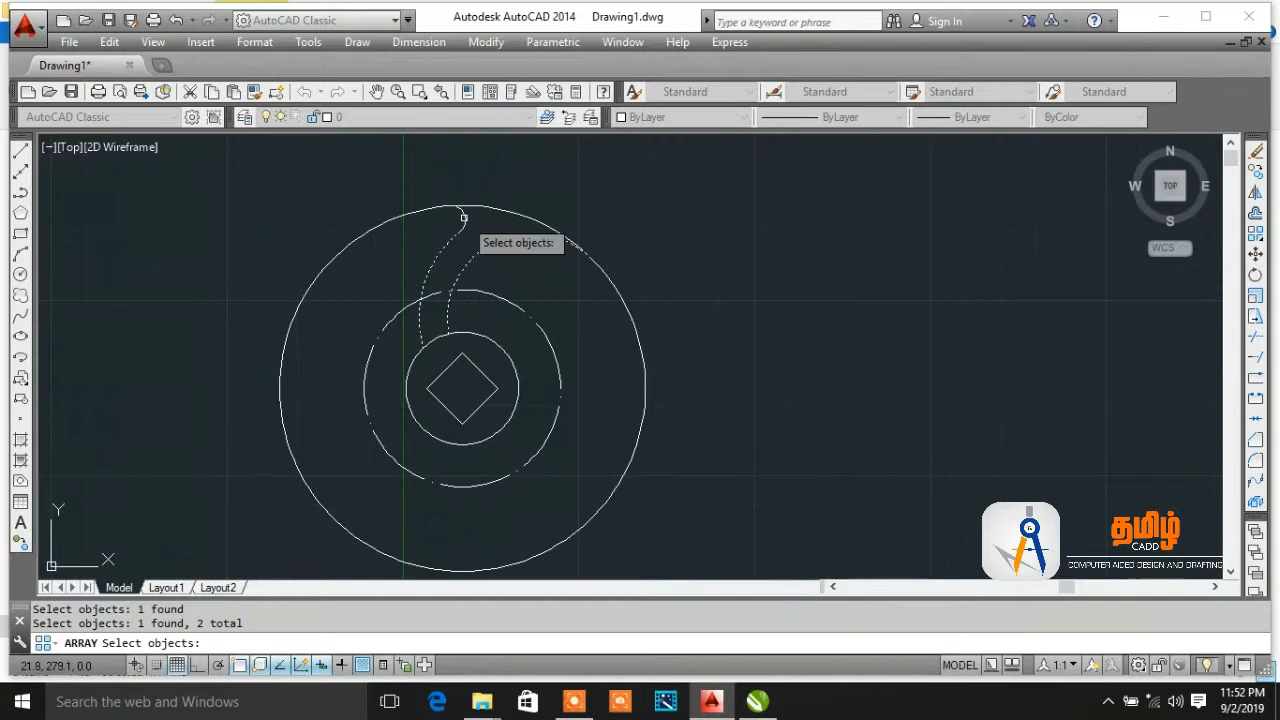 AutoCAD Classic
Autodesk AutoCAD 2014 Drawing1.dwg
Type a keyword or phrase
Sign In
File Edit View Insert Format Tools Draw Dimension Modify Parametric Window Help Express
Drawing1*
Standard Standard Standard Standard
AutoCAD Classic 0 ByLayer ByLayer ByLayer ByColor
[−][Top][2D Wireframe]
N
W TOP E
S
WCS
Select objects:
Y
X
தமிழ்
CADD
COMPUTER AIDED DESIGN AND DRAFTING
Model Layout1 Layout2
Select objects: 1 found
Select objects: 1 found, 2 total
ARRAY Select objects:
21.8, 279.1, 0.0 MODEL 1:1
Search the web and Windows
11:52 PM
9/2/2019